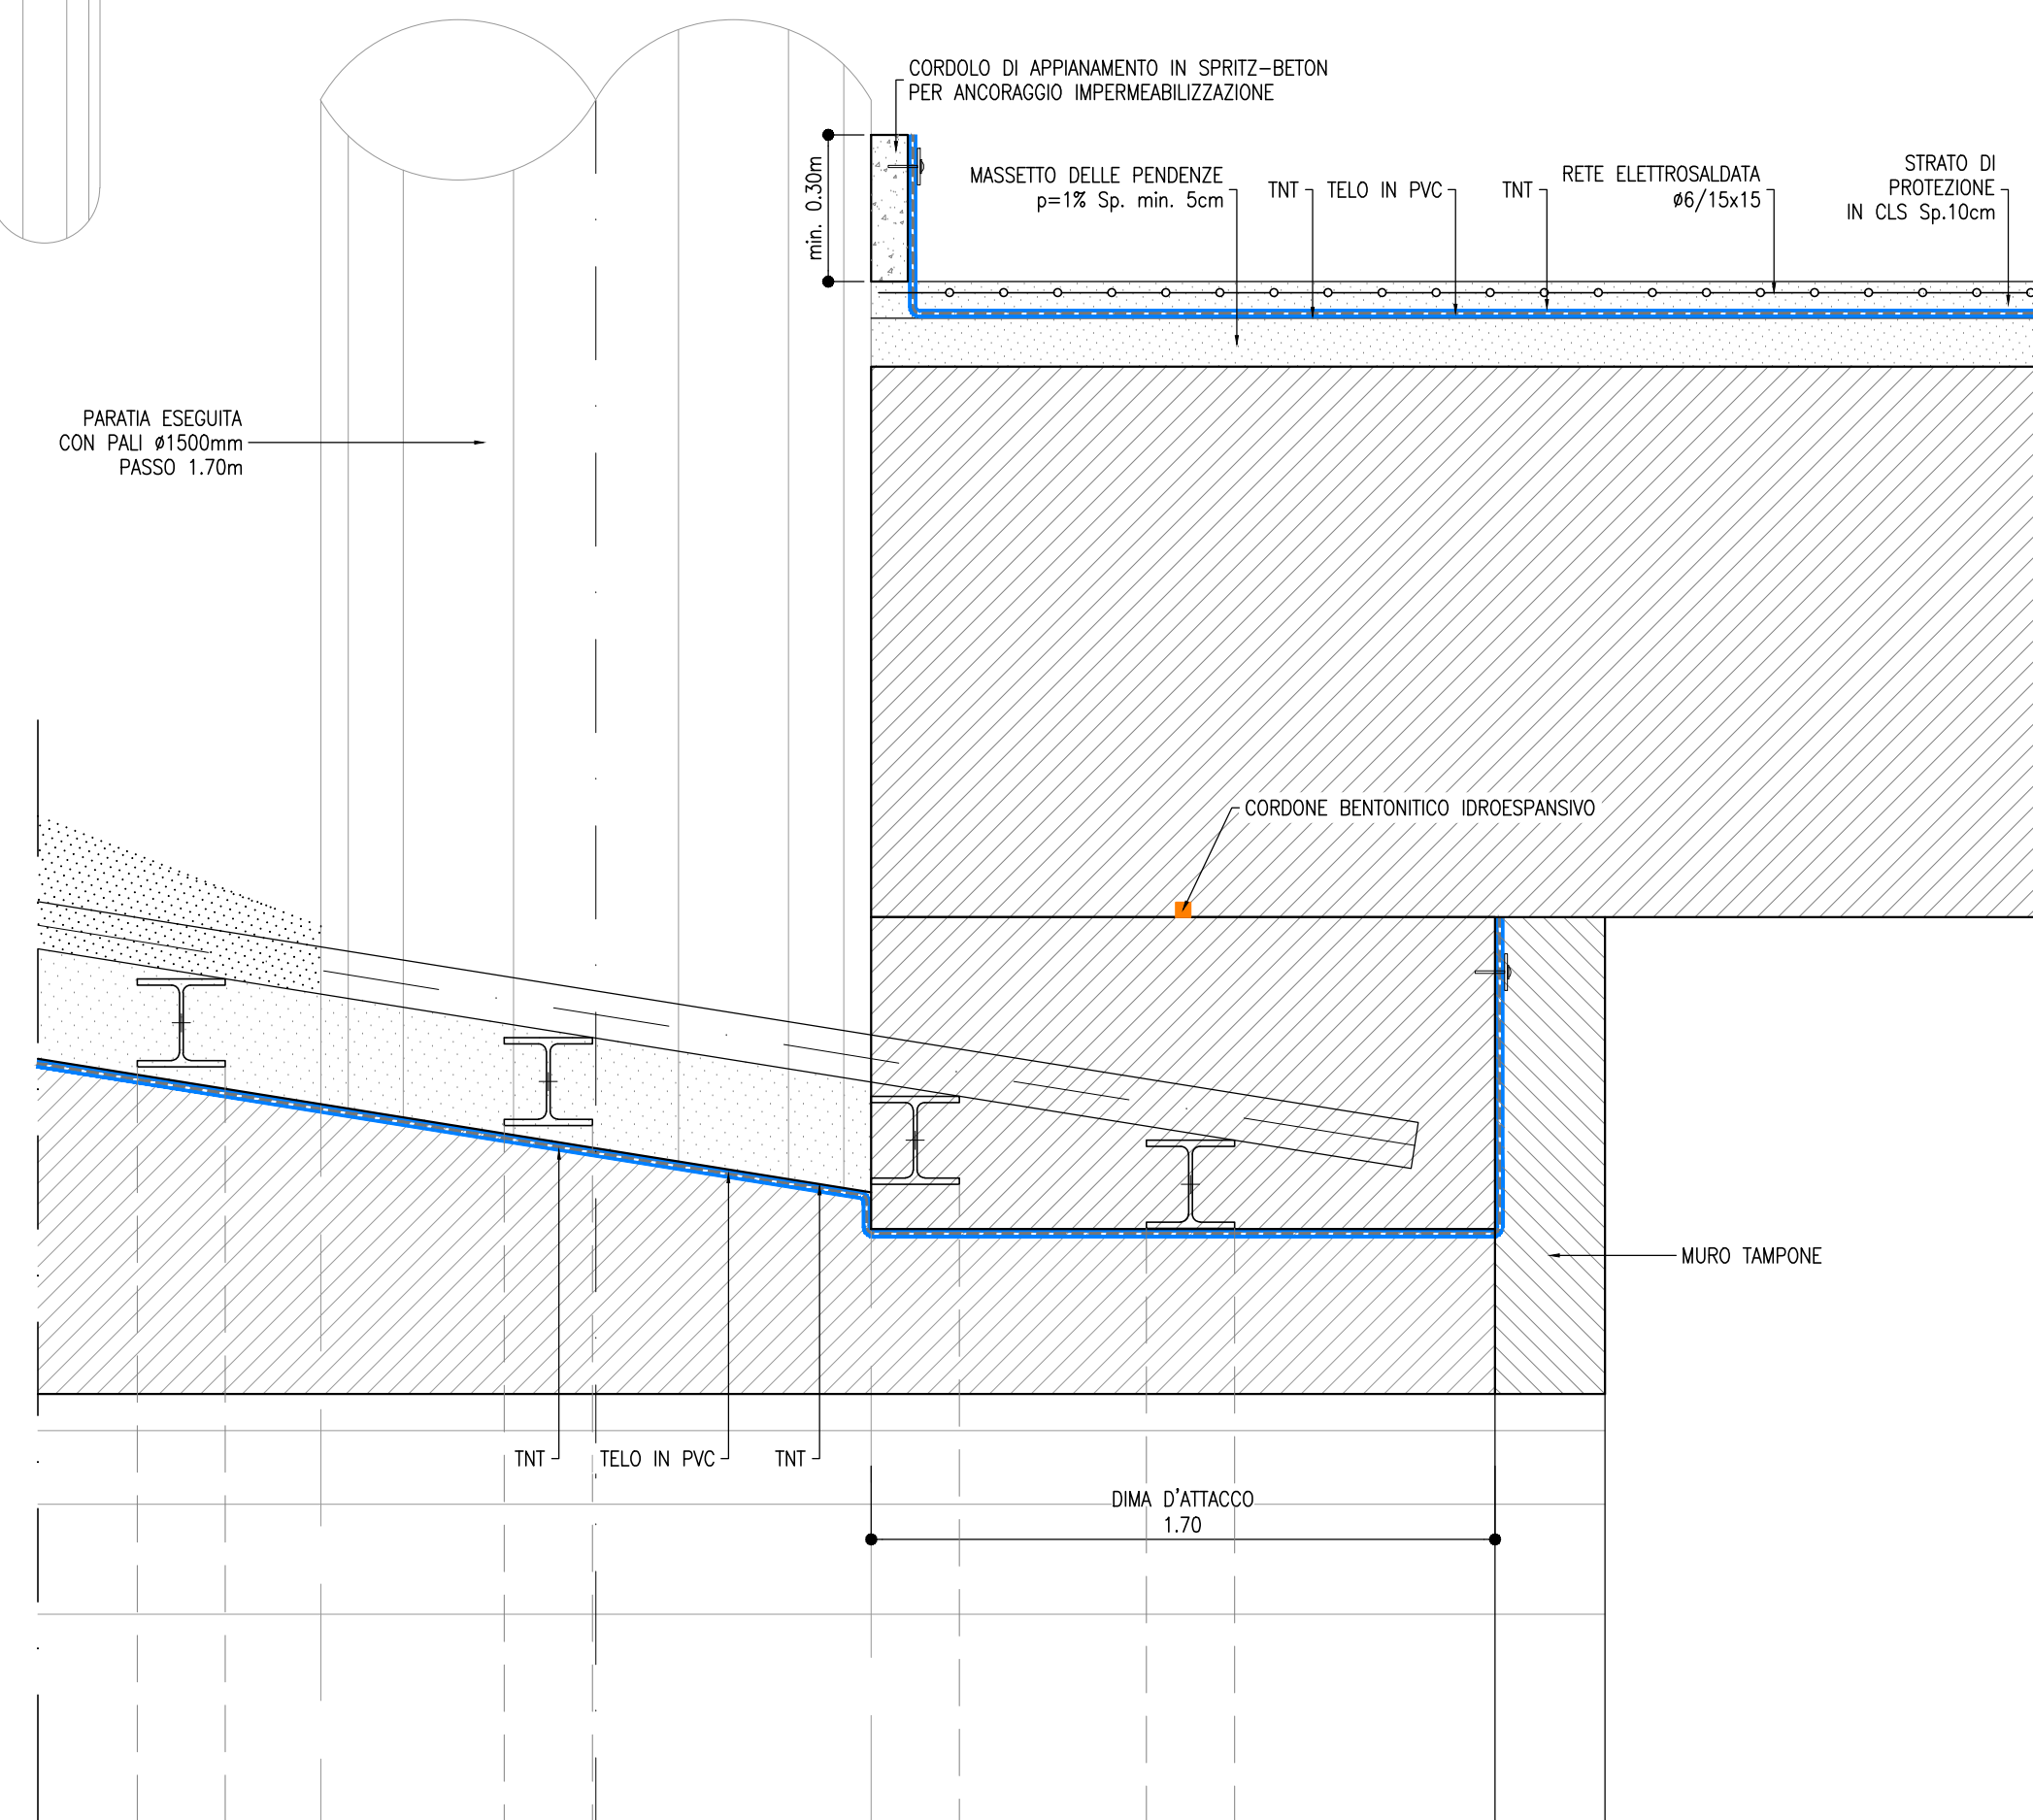 CORDOLO DI APPIANAMENTO IN SPRITZ-BETON
PER ANCORAGGIO IMPERMEABILIZZAZIONE
min. 0.30m
MASSETTO DELLE PENDENZE
p=1% Sp. min. 5cm
TNT
TELO IN PVC
TNT
RETE ELETTROSALDATA
ø6/15x15
STRATO DI
PROTEZIONE
IN CLS Sp.10cm
PARATIA ESEGUITA
CON PALI ø1500mm
PASSO 1.70m
CORDONE BENTONITICO IDROESPANSIVO
MURO TAMPONE
TNT
TELO IN PVC
TNT
DIMA D'ATTACCO
1.70